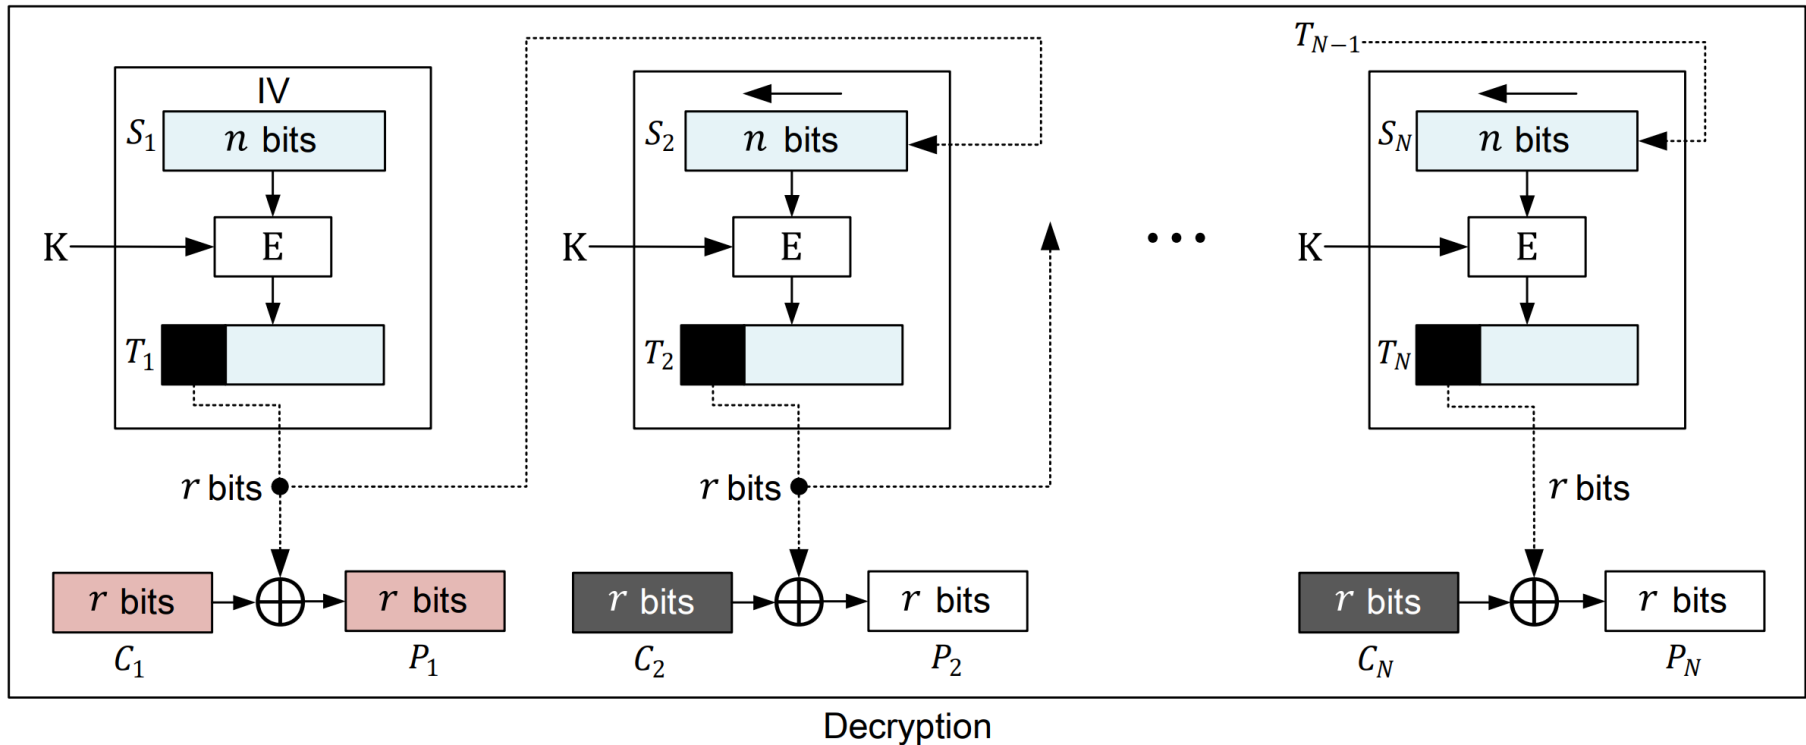 T_{N−1}
IV
S_1 n bits
S_2 n bits
S_N n bits
K E
K E
K E
T_1
T_2
T_N
r bits
r bits
r bits
r bits r bits
r bits r bits
r bits r bits
C_1 P_1
C_2 P_2
C_N P_N
Decryption